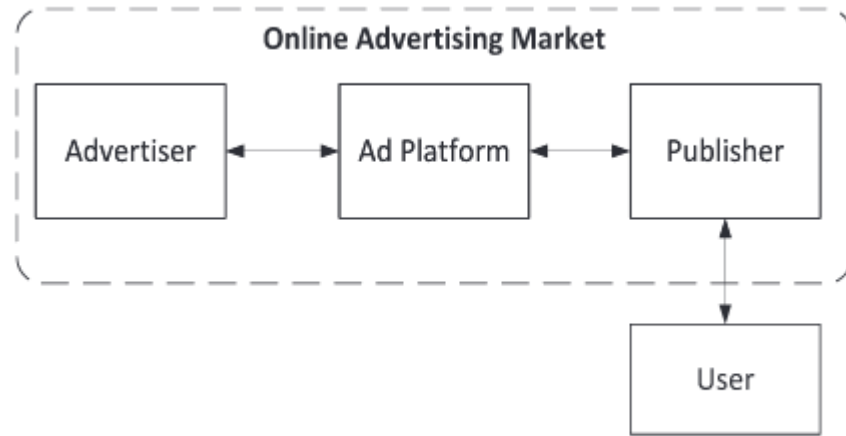 Online Advertising Market
Advertiser
Ad Platform
Publisher
User